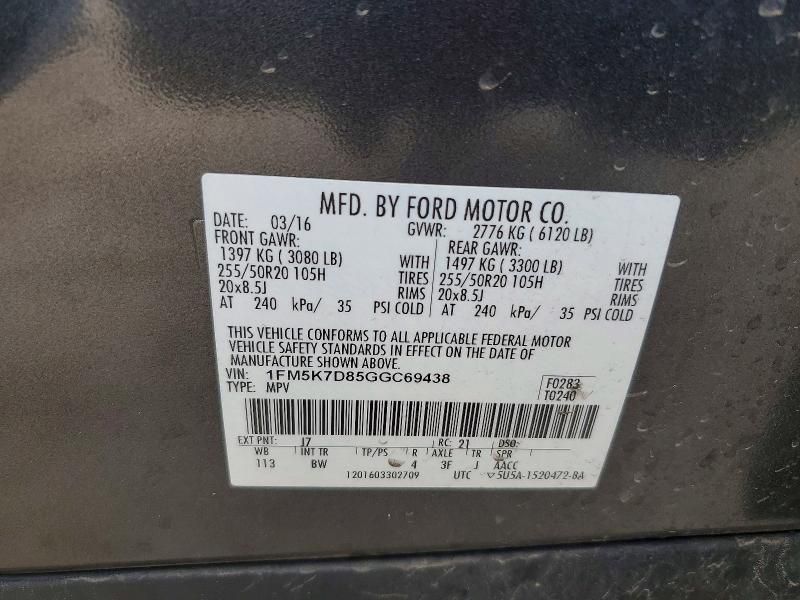 MFD. BY FORD MOTOR CO.
DATE: 03/16 GVWR: 2776 KG ( 6120 LB)
FRONT GAWR: REAR GAWR:
1397 KG ( 3080 LB) WITH 1497 KG ( 3300 LB) WITH
255/50R20 105H TIRES 255/50R20 105H TIRES
20x8.5J RIMS 20x8.5J RIMS
AT 240 kPa/ 35 PSI COLD AT 240 kPa/ 35 PSI COLD
THIS VEHICLE CONFORMS TO ALL APPLICABLE FEDERAL MOTOR
VEHICLE SAFETY STANDARDS IN EFFECT ON THE DATE OF
MANUFACTURE SHOWN ABOVE.
VIN: 1FM5K7D85GGC69438 F0283
TYPE: MPV T0240
EXT PNT: J7 RC: 21 DSO:
WB INT TR TP/PS R AXLE TR SPR
113 BW 4 3F J AACC
1201603302709 UTC ▽5U5A-1520472-BA